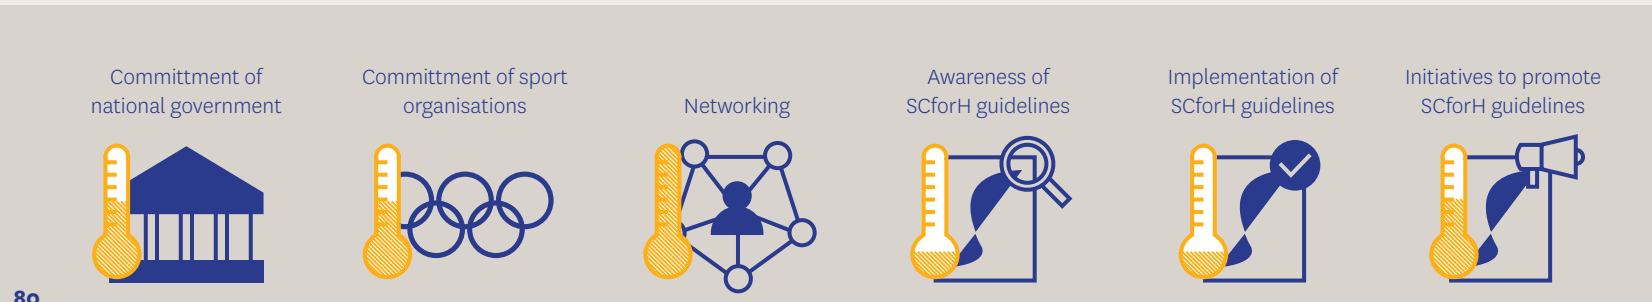 Committment of
national government
Committment of sport
organisations
Networking
Awareness of
SCforH guidelines
Implementation of
SCforH guidelines
Initiatives to promote
SCforH guidelines
80